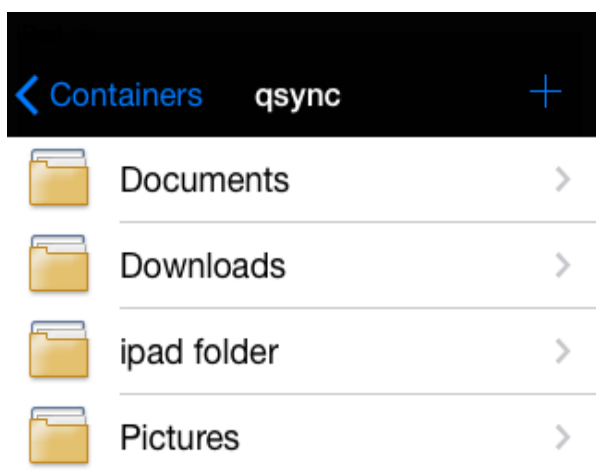 Containers qsync
Documents
Downloads
ipad folder
Pictures